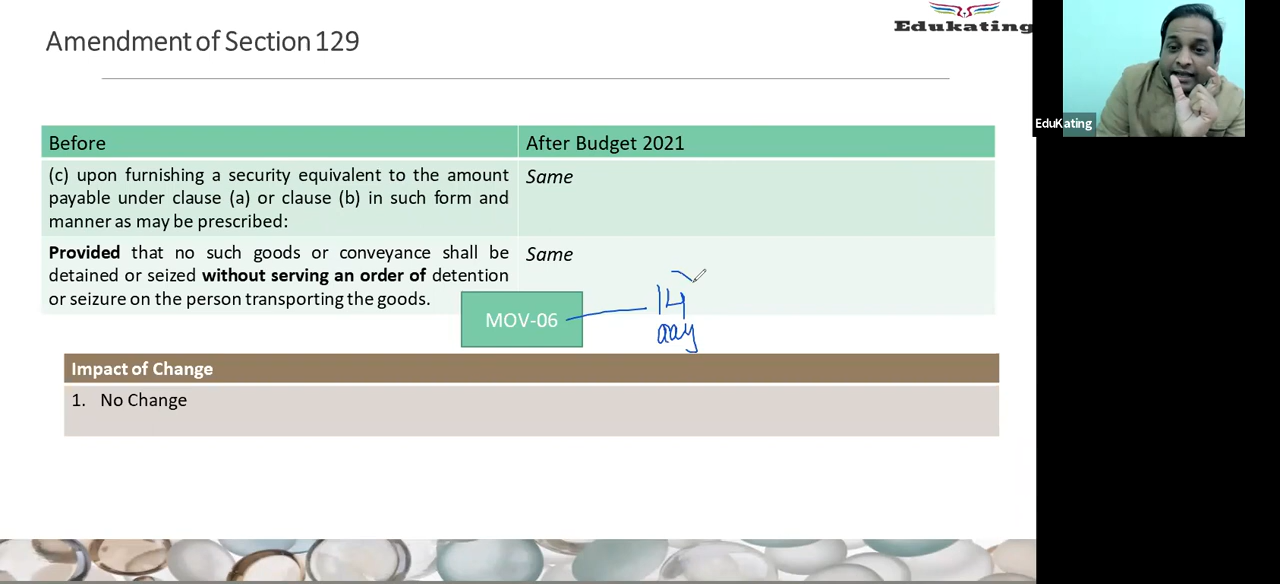 Edukating
Amendment of Section 129
EduKating
Before
After Budget 2021
(c) upon furnishing a security equivalent to the amount
payable under clause (a) or clause (b) in such form and
manner as may be prescribed:
Same
Provided that no such goods or conveyance shall be
detained or seized without serving an order of detention
or seizure on the person transporting the goods.
Same
MOV-06
14
day
Impact of Change
1. No Change